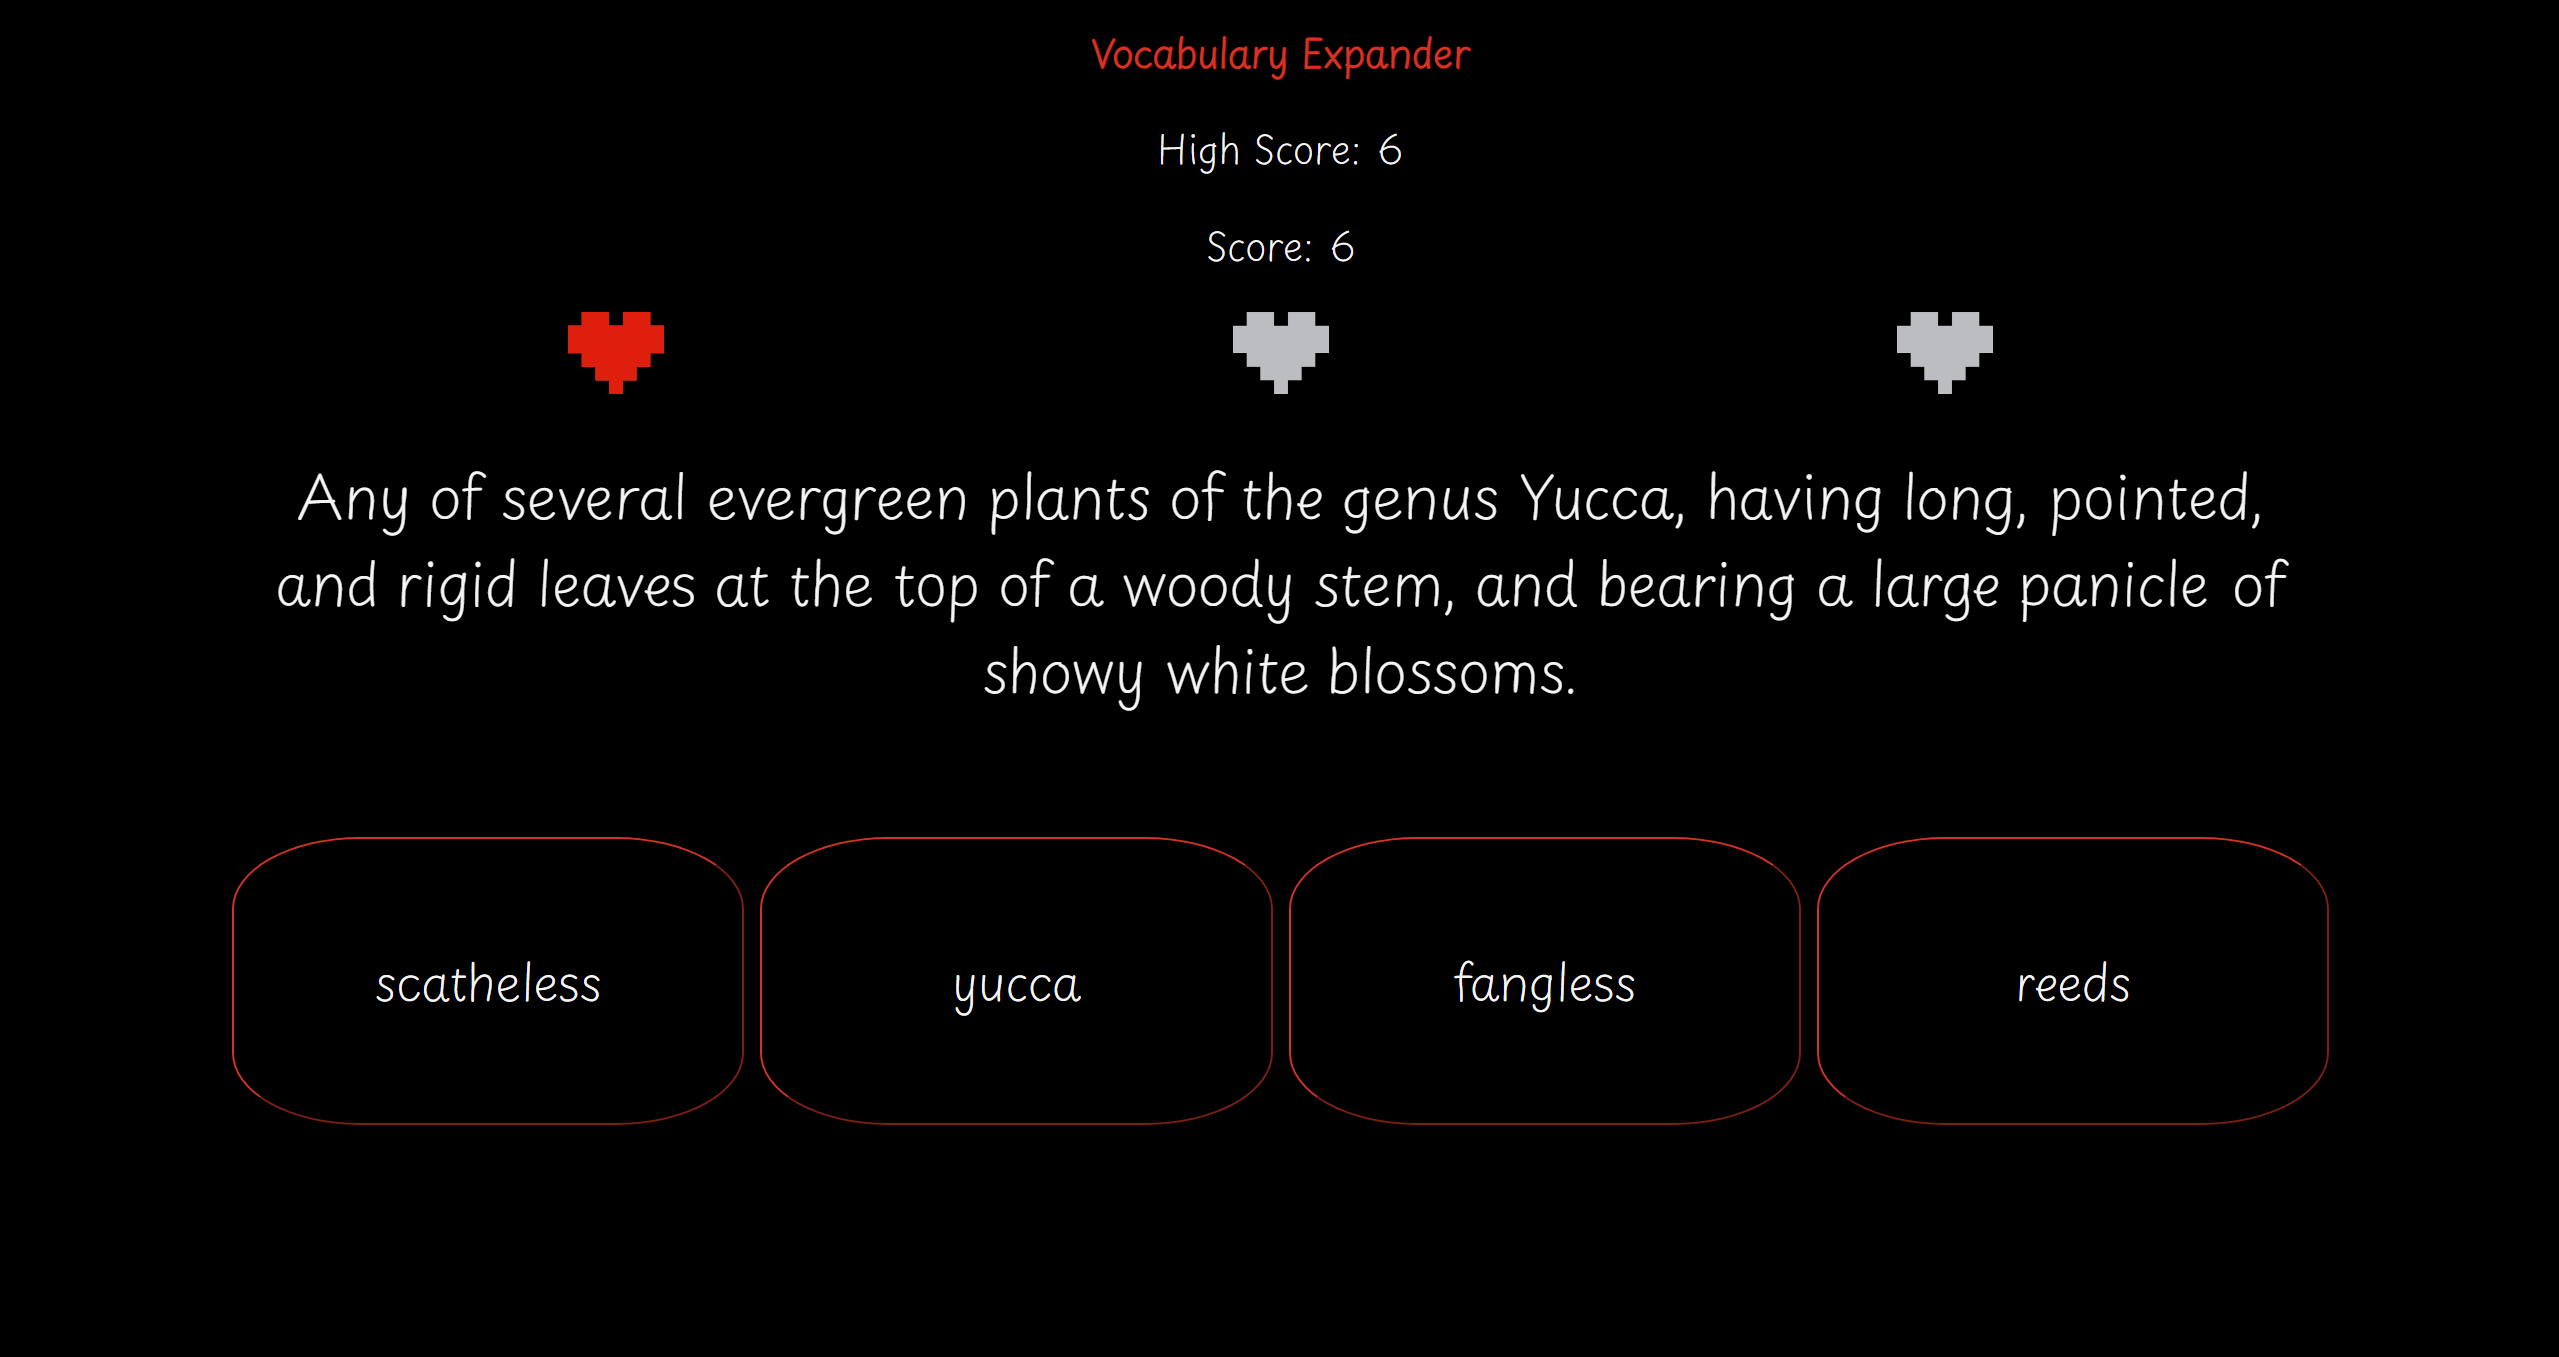 Vocabulary Expander
High Score: 6
Score: 6
Any of several evergreen plants of the genus Yucca, having long, pointed,
and rigid leaves at the top of a woody stem, and bearing a large panicle of
showy white blossoms.
scatheless
yucca
fangless
reeds